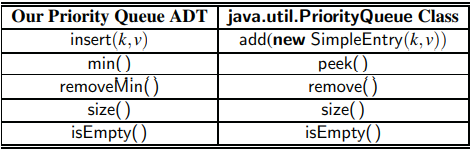 Our Priority Queue ADT java.util.PriorityQueue Class
insert(k,v) add(new SimpleEntry(k,v))
min( ) peek( )
removeMin( ) remove( )
size( ) size( )
isEmpty( ) isEmpty( )